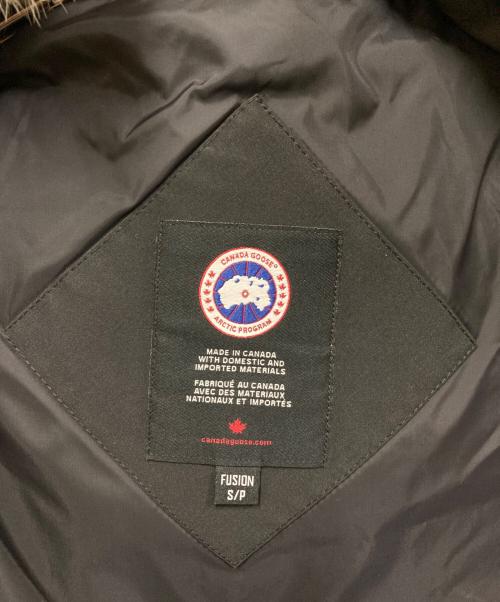 CANADA GOOSE®
ARCTIC PROGRAM
MADE IN CANADA
WITH DOMESTIC AND
IMPORTED MATERIALS
FABRIQUÉ AU CANADA
AVEC DES MATERIAUX
NATIONAUX ET IMPORTÉS
canadagoose.com
FUSION
S/P